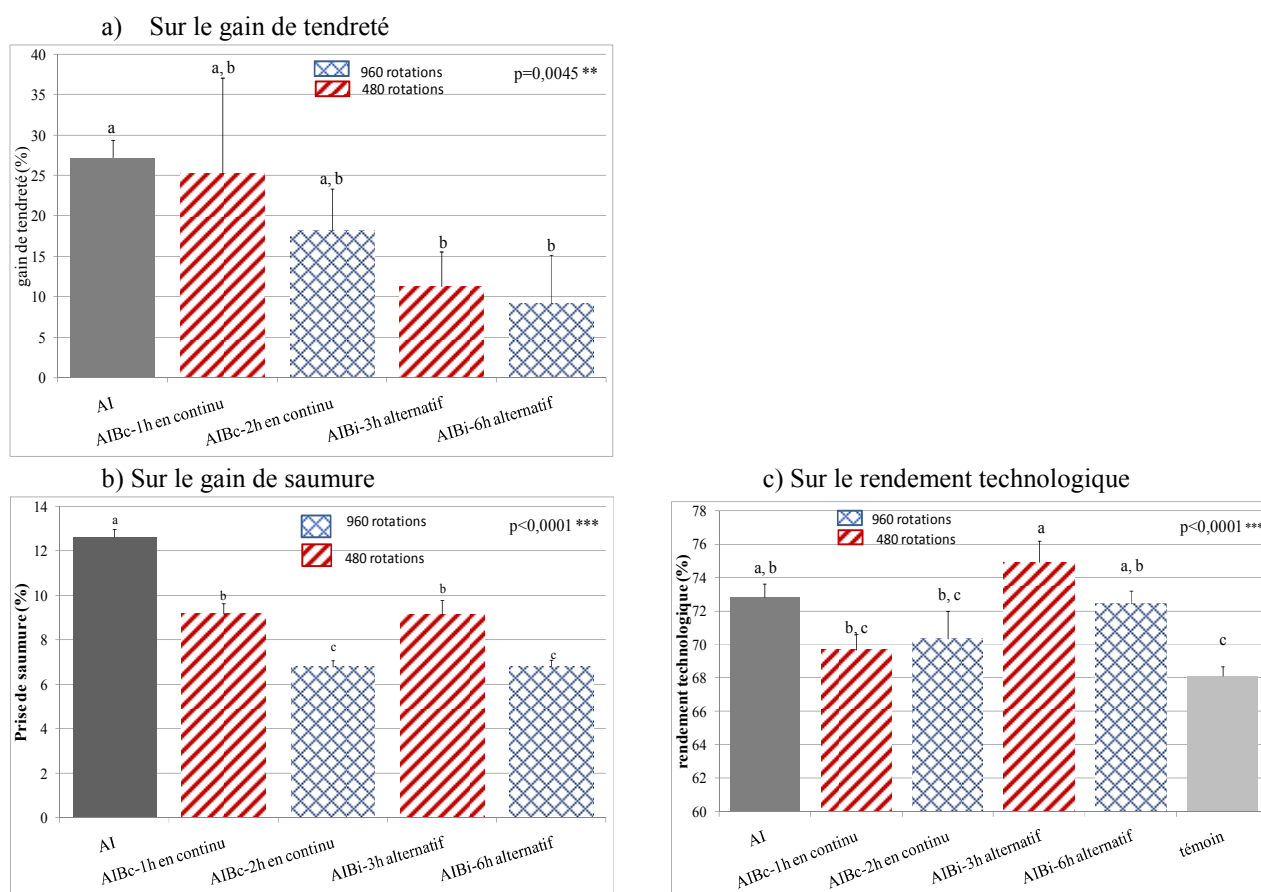 a) Sur le gain de tendreté
40
35
30
25
20
15
10
5
0
gain de tendreté (%)
960 rotations
480 rotations
p=0,0045 **
a
a, b
a, b
b
b
AI
AIBc-1h en continu
AIBc-2h en continu
AIBi-3h alternatif
AIBi-6h alternatif
b) Sur le gain de saumure
14
12
10
8
6
4
2
0
Prise de saumure (%)
960 rotations
480 rotations
p<0,0001 ***
a
b
c
b
c
AI
AIBc-1h en continu
AIBc-2h en continu
AIBi-3h alternatif
AIBi-6h alternatif
c) Sur le rendement technologique
78
76
74
72
70
68
66
64
62
60
rendement technologique (%)
960 rotations
480 rotations
p<0,0001 ***
a, b
b, c
b, c
a
a, b
c
AI
AIBc-1h en continu
AIBc-2h en continu
AIBi-3h alternatif
AIBi-6h alternatif
témoin